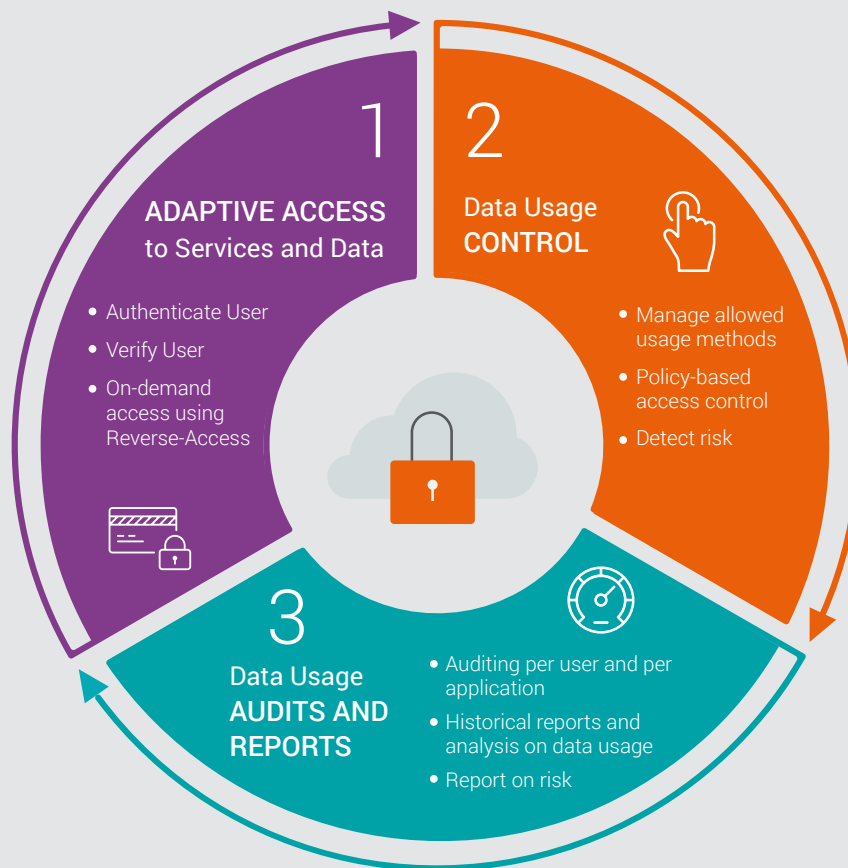 1
ADAPTIVE ACCESS
to Services and Data
• Authenticate User
• Verify User
• On-demand
access using
Reverse-Access
2
Data Usage
CONTROL
• Manage allowed
usage methods
• Policy-based
access control
• Detect risk
3
Data Usage
AUDITS AND
REPORTS
• Auditing per user and per
application
• Historical reports and
analysis on data usage
• Report on risk